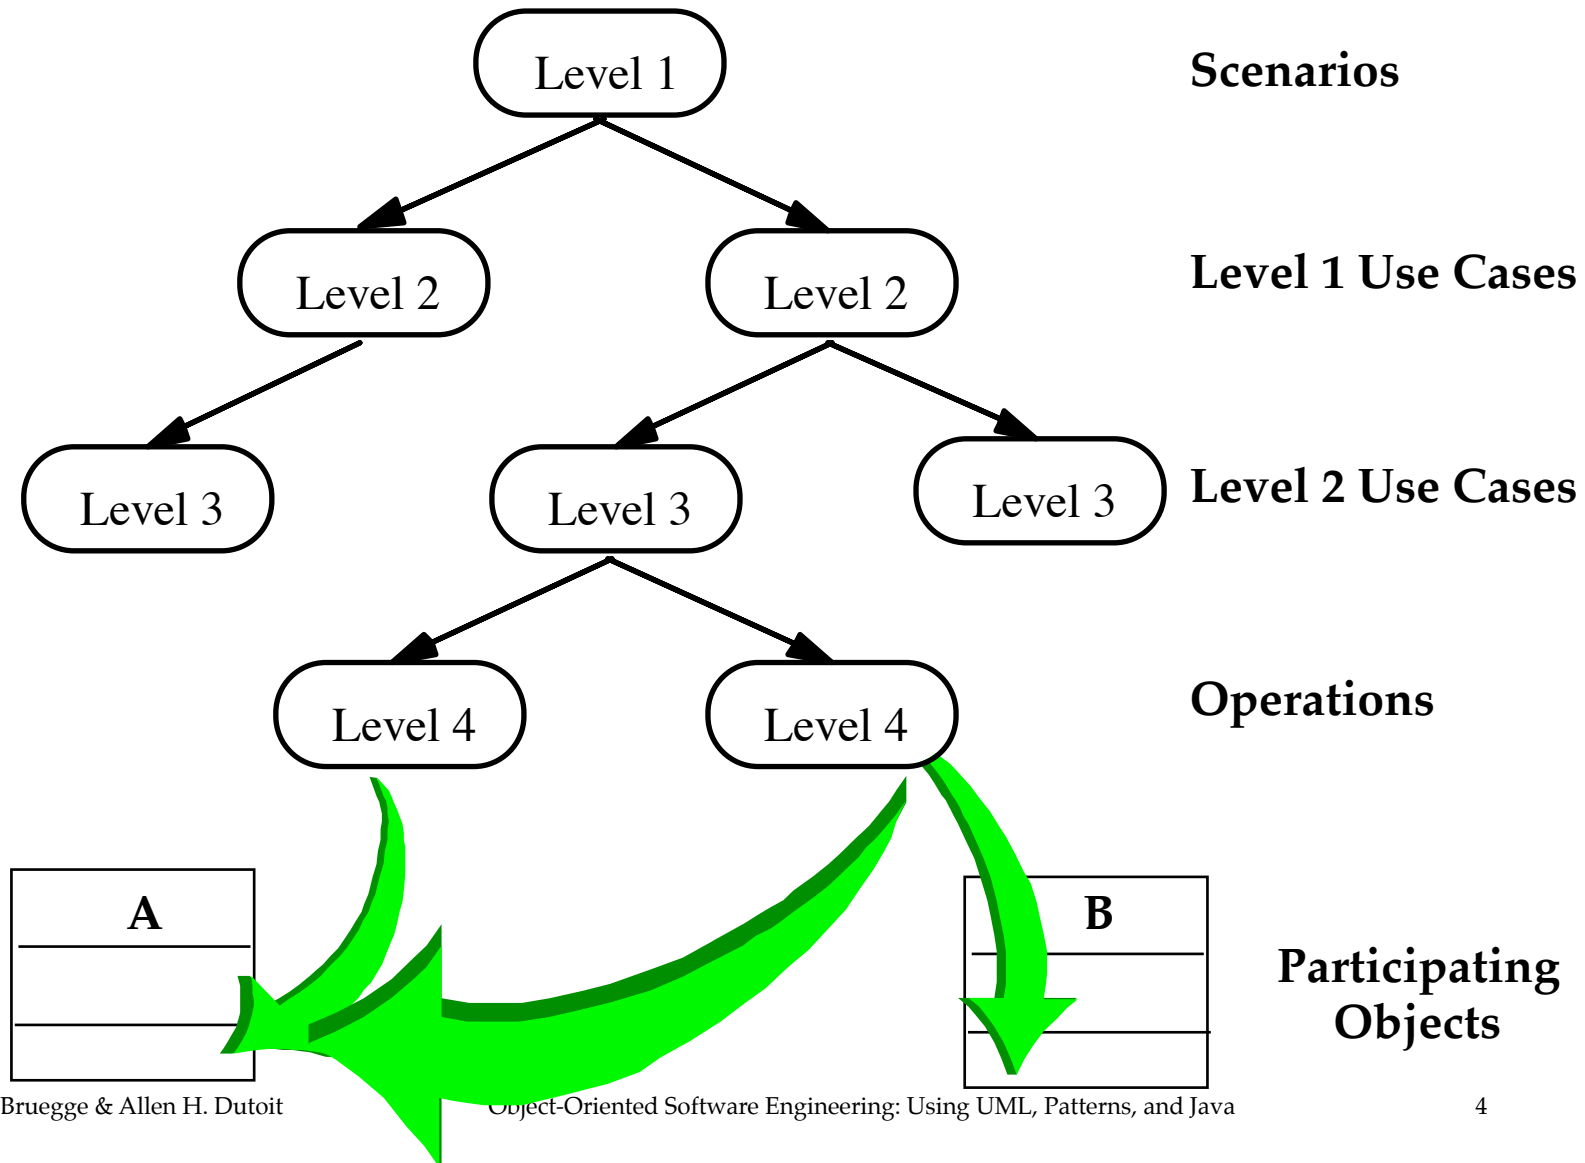 Level 1
Scenarios
Level 2
Level 2
Level 1 Use Cases
Level 3
Level 3
Level 3
Level 2 Use Cases
Level 4
Level 4
Operations
A
B
Participating
Objects
Bruegge & Allen H. Dutoit
Object-Oriented Software Engineering: Using UML, Patterns, and Java
4